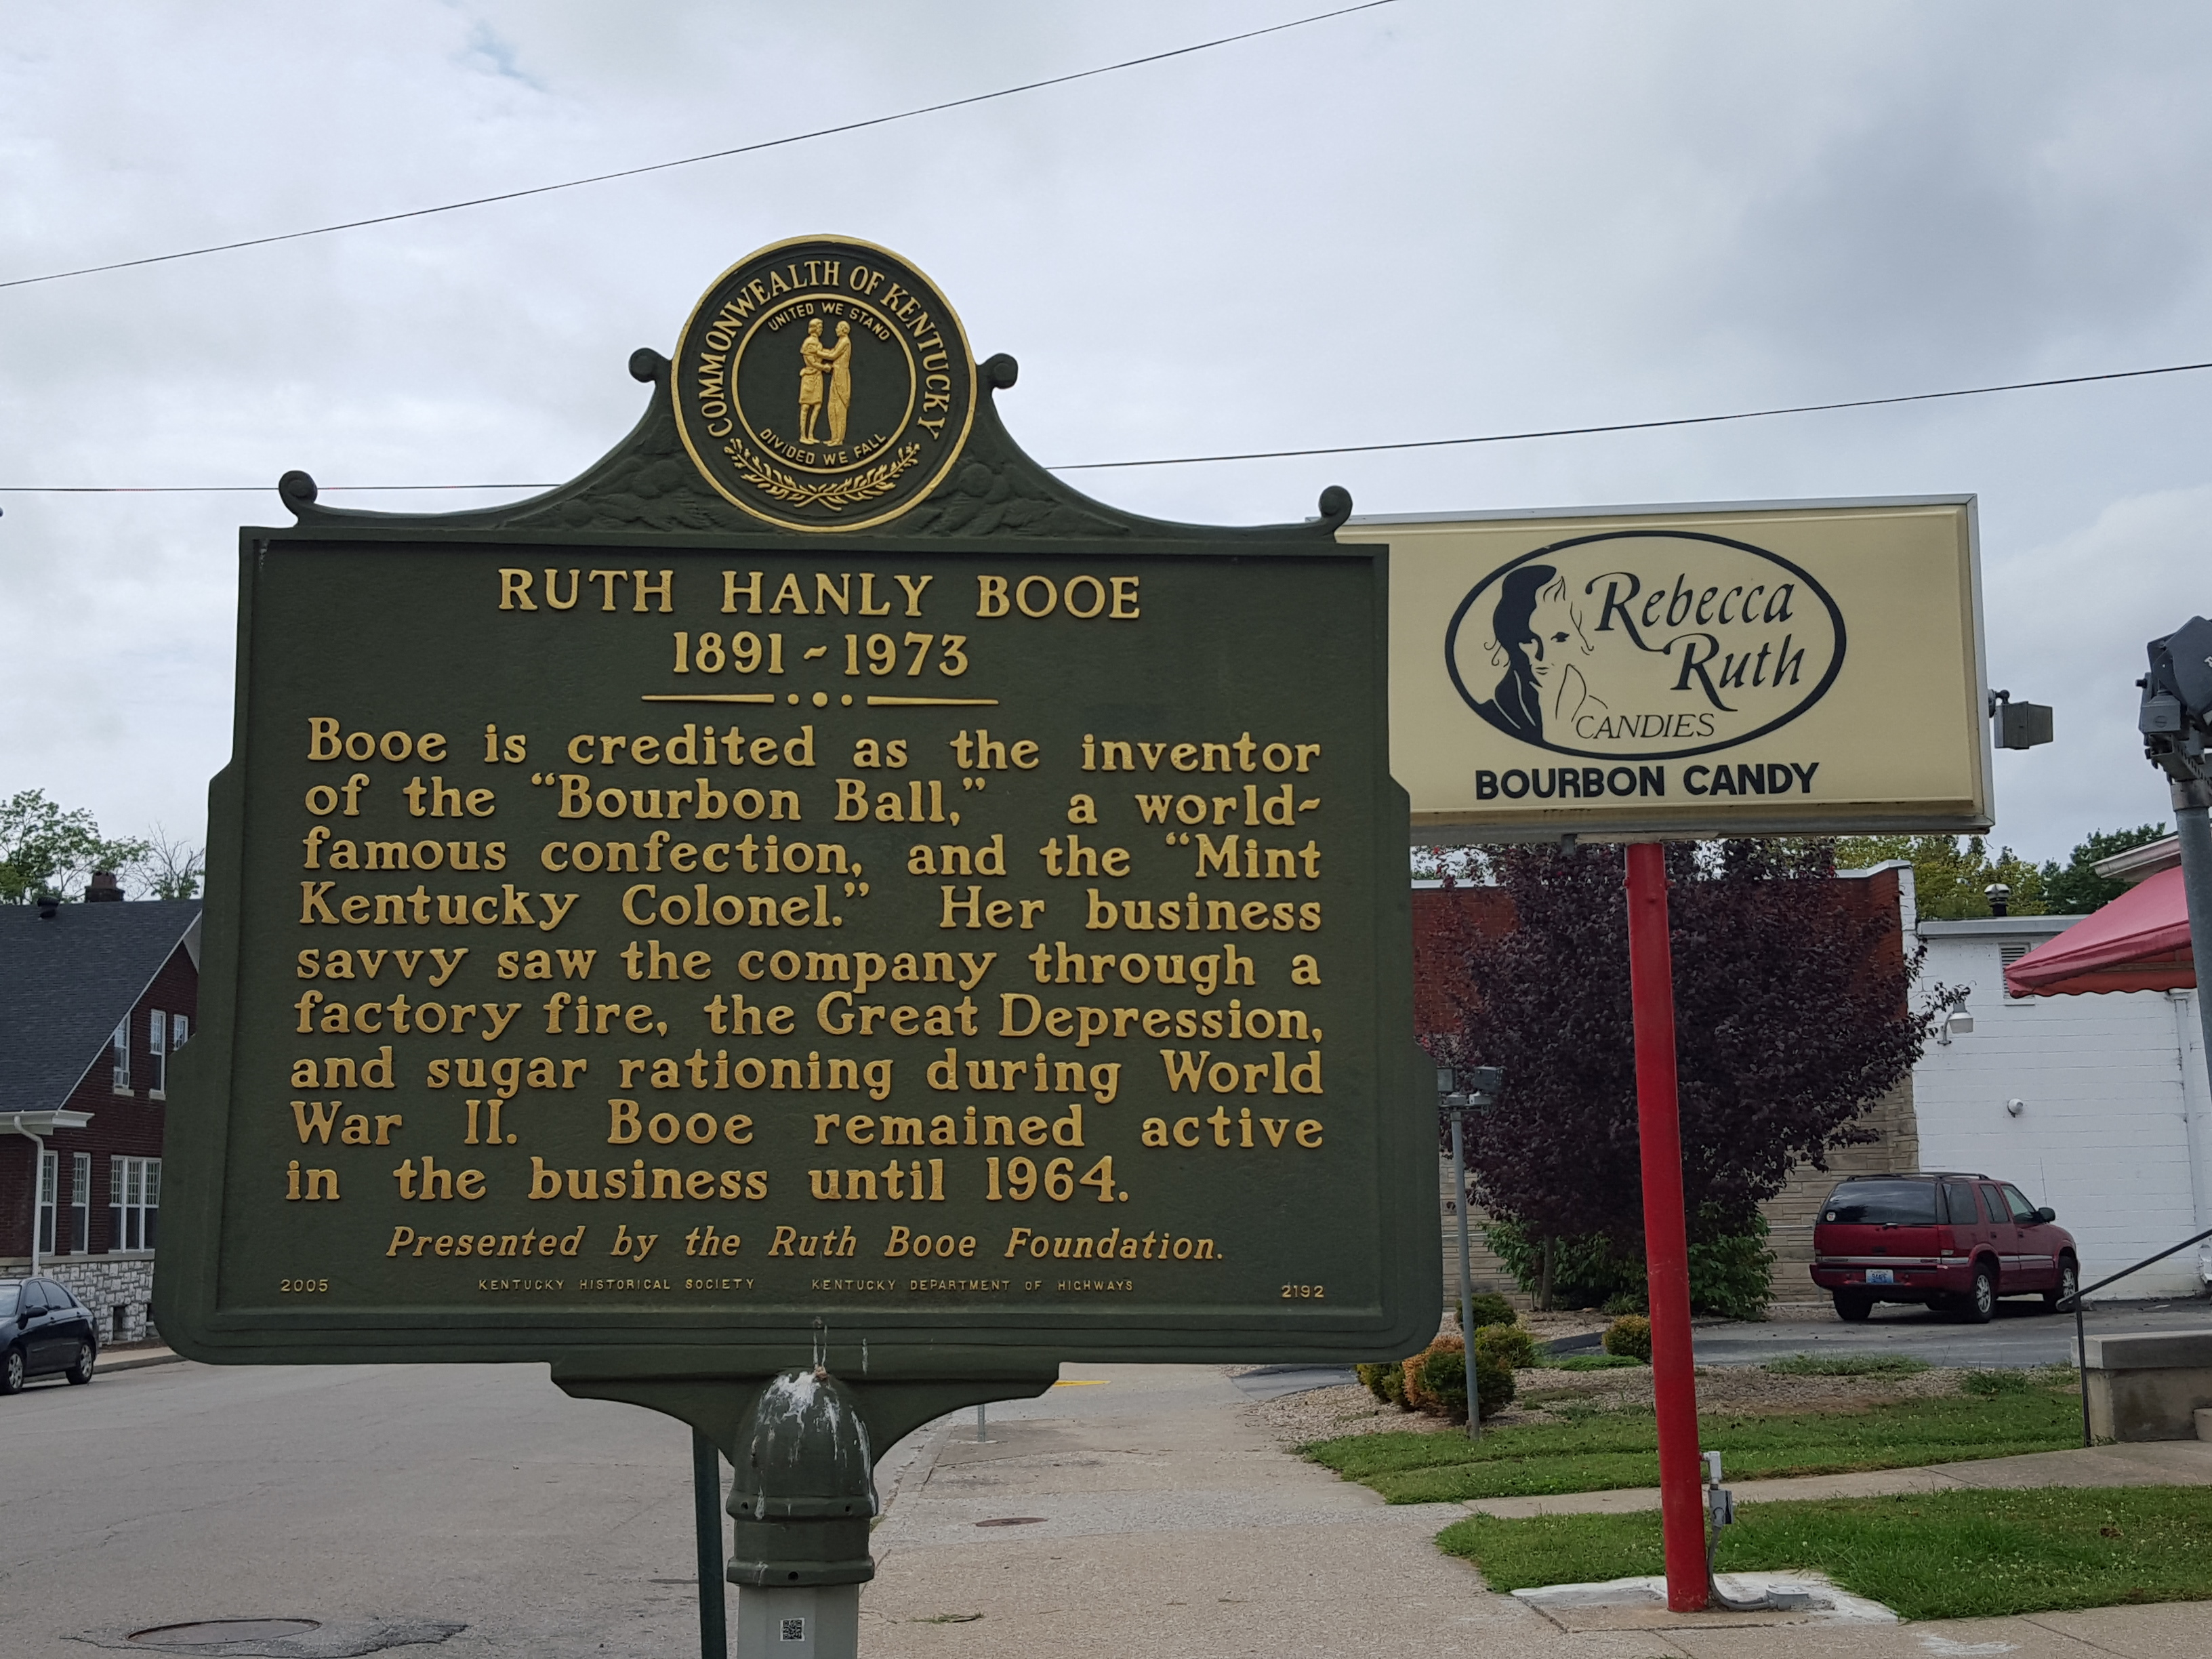 COMMONWEALTH OF KENTUCKY
UNITED WE STAND
DIVIDED WE FALL
RUTH HANLY BOOE
1891~1973
Booe is credited as the inventor
of the “Bourbon Ball,” a world~
famous confection, and the “Mint
Kentucky Colonel.” Her business
savvy saw the company through a
factory fire, the Great Depression,
and sugar rationing during World
War II. Booe remained active
in the business until 1964.
Presented by the Ruth Booe Foundation.
2005 KENTUCKY HISTORICAL SOCIETY KENTUCKY DEPARTMENT OF HIGHWAYS 2192
Rebecca
Ruth
CANDIES
BOURBON CANDY